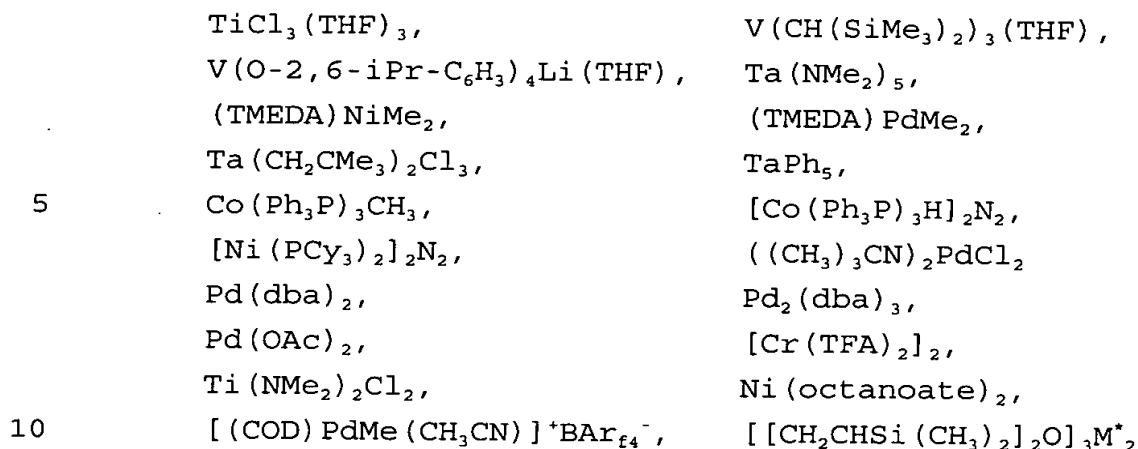 TiCl₃(THF)₃, V(CH(SiMe₃)₂)₃(THF),
V(O-2,6-iPr-C₆H₃)₄Li(THF), Ta(NMe₂)₅,
(TMEDA)NiMe₂, (TMEDA)PdMe₂,
Ta(CH₂CMe₃)₂Cl₃, TaPh₅,
5 Co(Ph₃P)₃CH₃, [Co(Ph₃P)₃H]₂N₂,
[Ni(PCy₃)₂]₂N₂, ((CH₃)₃CN)₂PdCl₂
Pd(dba)₂, Pd₂(dba)₃,
Pd(OAc)₂, [Cr(TFA)₂]₂,
Ti(NMe₂)₂Cl₂, Ni(octanoate)₂,
10 [(COD)PdMe(CH₃CN)]⁺BAr_f₄⁻, [[CH₂CHSi(CH₃)₂]₂O]₃M*₂